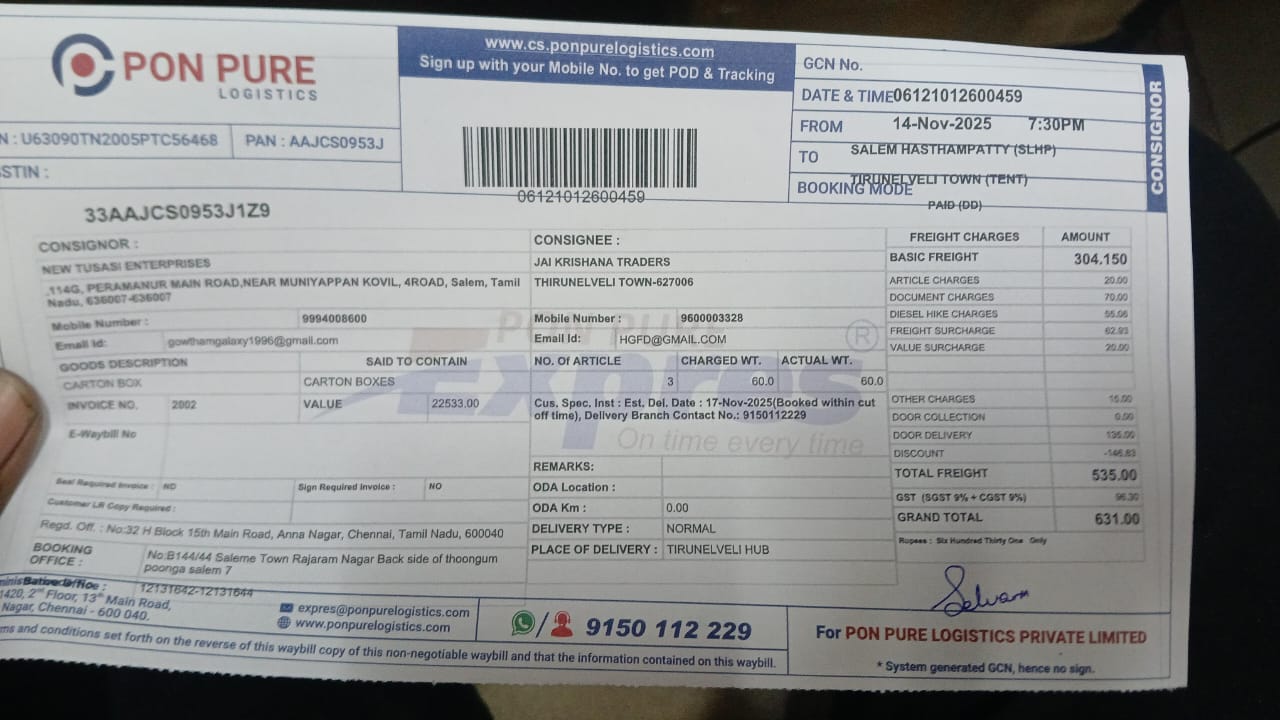 PON PURE
LOGISTICS
www.cs.ponpurelogistics.com
Sign up with your Mobile No. to get POD & Tracking
N : U63090TN2005PTC56468 PAN : AAJCS0953J
STIN :
33AAJCS0953J1Z9
06121012600459
GCN No.
DATE & TIME 06121012600459
FROM 14-Nov-2025 7:30PM
TO SALEM HASTHAMPATTY (SLHP)
TIRUNELVELI TOWN (TENT)
BOOKING MODE
PAID (DD)
CONSIGNOR
CONSIGNOR :
NEW TUSASI ENTERPRISES
,114G, PERAMANUR MAIN ROAD,NEAR MUNIYAPPAN KOVIL, 4ROAD, Salem, Tamil
Nadu, 636007-636007
Mobile Number : 9994008600
Email Id: gowthamgalaxy1996@gmail.com
GOODS DESCRIPTION SAID TO CONTAIN
CARTON BOX CARTON BOXES
INVOICE NO. 2002 VALUE 22533.00
E-Waybill No
Seal Required Invoice : NO Sign Required Invoice : NO
Customer LR Copy Required :
Regd. Off. : No:32 H Block 15th Main Road, Anna Nagar, Chennai, Tamil Nadu, 600040
BOOKING OFFICE : No:B144/44 Saleme Town Rajaram Nagar Back side of thoongum
poonga salem 7
12131642-12131644
CONSIGNEE :
JAI KRISHANA TRADERS
THIRUNELVELI TOWN-627006
Mobile Number : 9600003328
Email Id: HGFD@GMAIL.COM
NO. Of ARTICLE CHARGED WT. ACTUAL WT.
3 60.0 60.0
Cus, Spec, Inst : Est. Del. Date : 17-Nov-2025(Booked within cut
off time), Delivery Branch Contact No.: 9150112229
REMARKS:
ODA Location :
ODA Km : 0.00
DELIVERY TYPE : NORMAL
PLACE OF DELIVERY : TIRUNELVELI HUB
PON PURE
Expres
®
On time every time
FREIGHT CHARGES AMOUNT
BASIC FREIGHT 304.150
ARTICLE CHARGES 20.00
DOCUMENT CHARGES 70.00
DIESEL HIKE CHARGES 55.06
FREIGHT SURCHARGE 62.93
VALUE SURCHARGE 20.00
OTHER CHARGES 15.00
DOOR COLLECTION 0.00
DOOR DELIVERY 135.00
DISCOUNT -146.83
TOTAL FREIGHT 535.00
GST (SGST 9% + CGST 9%) 96.30
GRAND TOTAL 631.00
Rupees : Six Hundred Thirty One Only
Selvam
1420, 2nd Floor, 13th Main Road,
Nagar, Chennai - 600 040.
expres@ponpurelogistics.com
www.ponpurelogistics.com
9150 112 229
For PON PURE LOGISTICS PRIVATE LIMITED
* System generated GCN, hence no sign.
ms and conditions set forth on the reverse of this waybill copy of this non-negotiable waybill and that the information contained on this waybill.